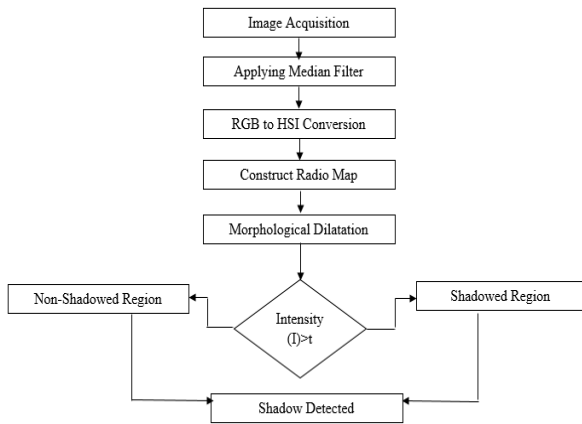 Image Acquisition
Applying Median Filter
RGB to HSI Conversion
Construct Radio Map
Morphological Dilatation
Non-Shadowed Region
Shadowed Region
Intensity
(I)>t
Shadow Detected